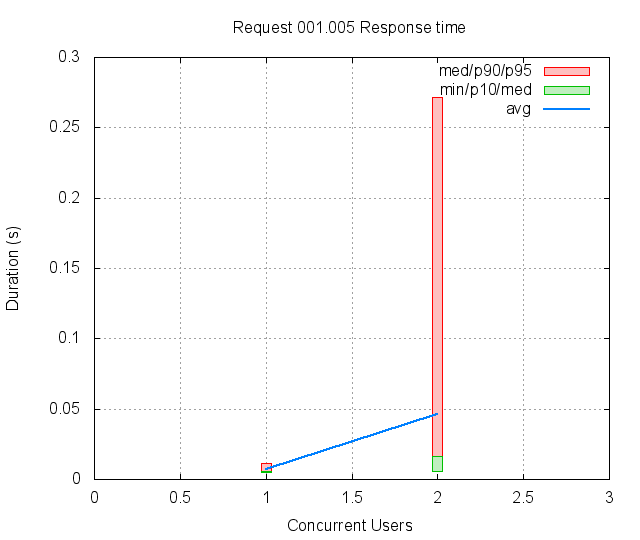 Request 001.005 Response time
0.3
0.25
0.2
0.15
0.1
0.05
0
Duration (s)
med/p90/p95
min/p10/med
avg
0 0.5 1 1.5 2 2.5 3
Concurrent Users